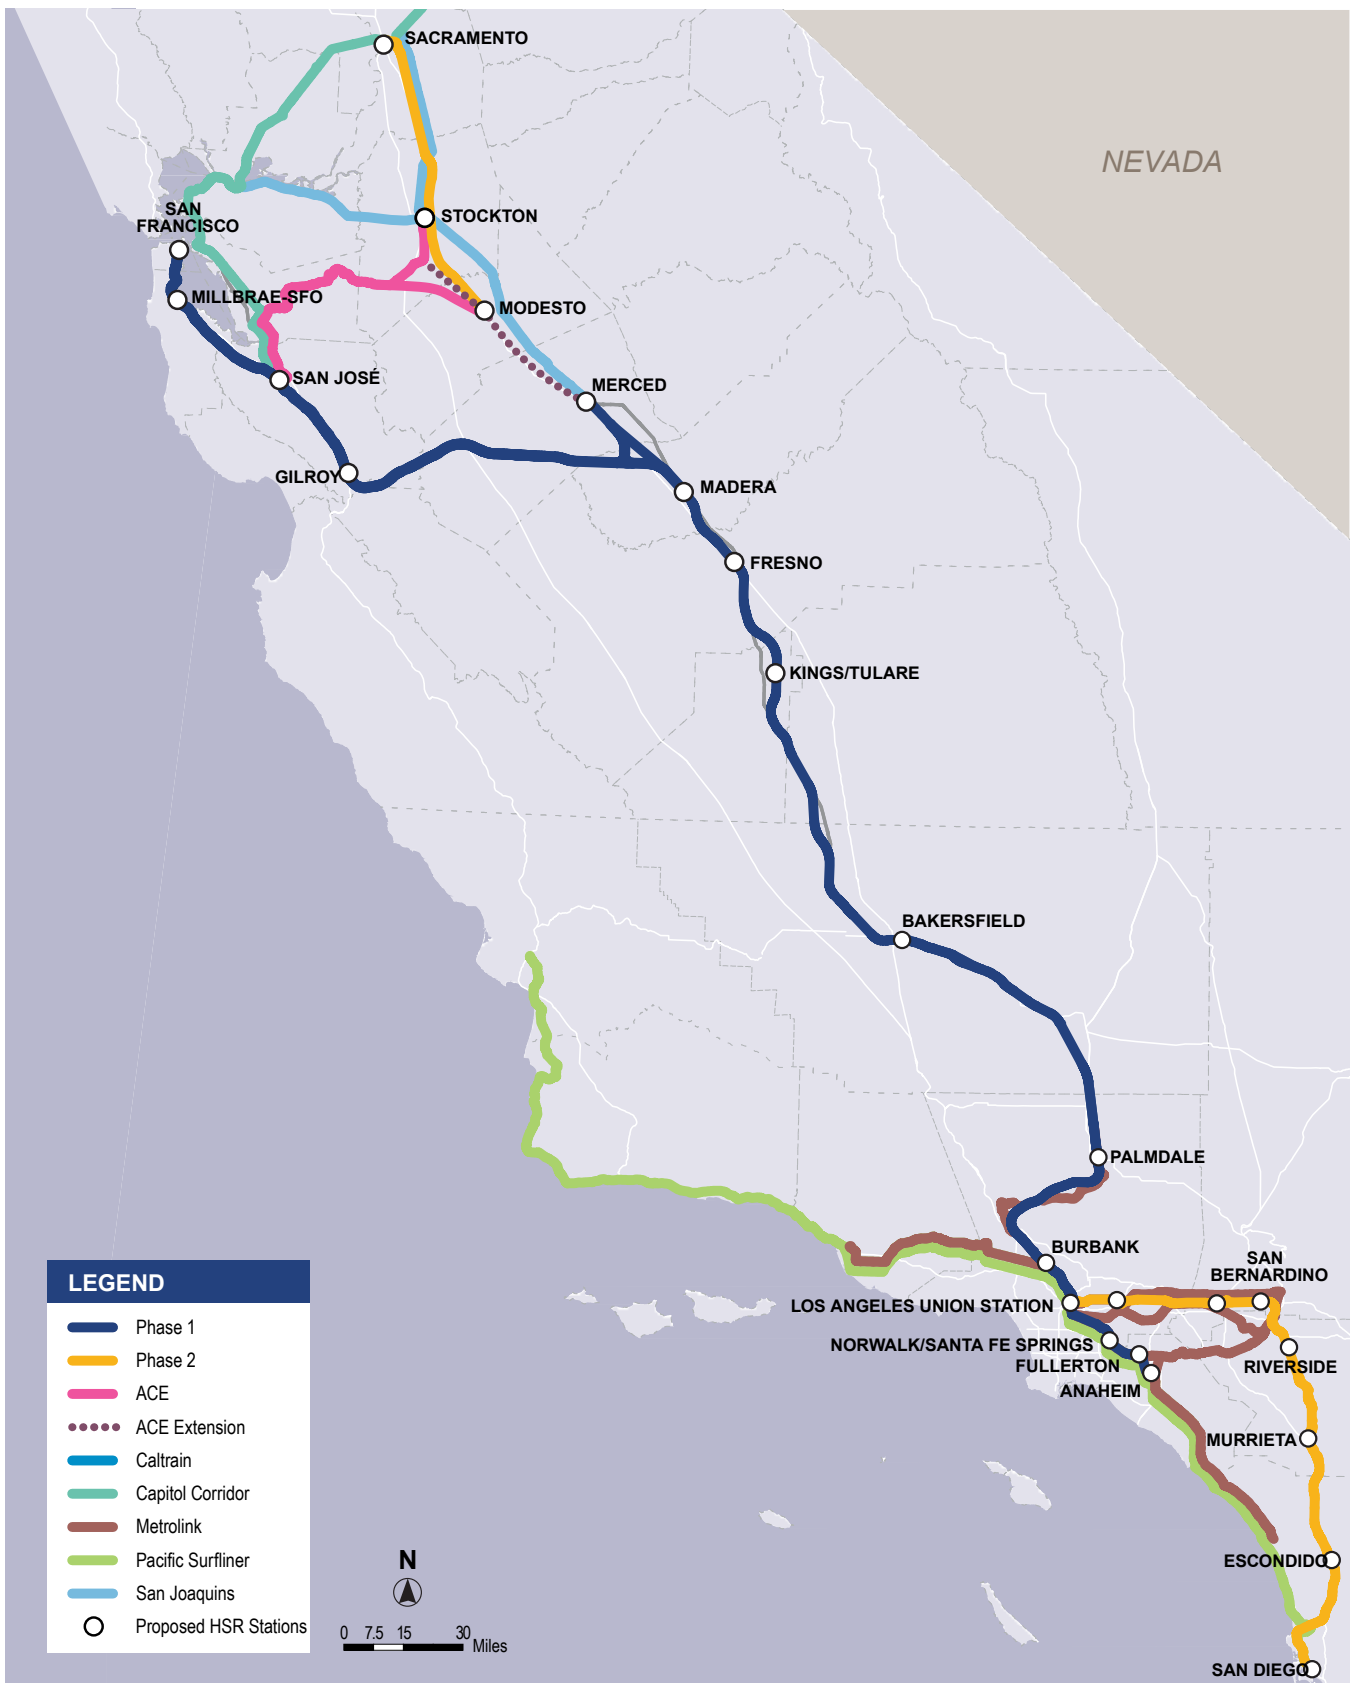 SACRAMENTO
NEVADA
SAN
FRANCISCO
STOCKTON
MILLBRAE-SFO
MODESTO
SAN JOSÉ
MERCED
GILROY
MADERA
FRESNO
KINGS/TULARE
BAKERSFIELD
PALMDALE
BURBANK
SAN
BERNARDINO
LOS ANGELES UNION STATION
NORWALK/SANTA FE SPRINGS
FULLERTON
RIVERSIDE
ANAHEIM
MURRIETA
ESCONDIDO
SAN DIEGO
LEGEND
Phase 1
Phase 2
ACE
ACE Extension
Caltrain
Capitol Corridor
Metrolink
Pacific Surfliner
San Joaquins
Proposed HSR Stations
N
0 7.5 15 30
Miles